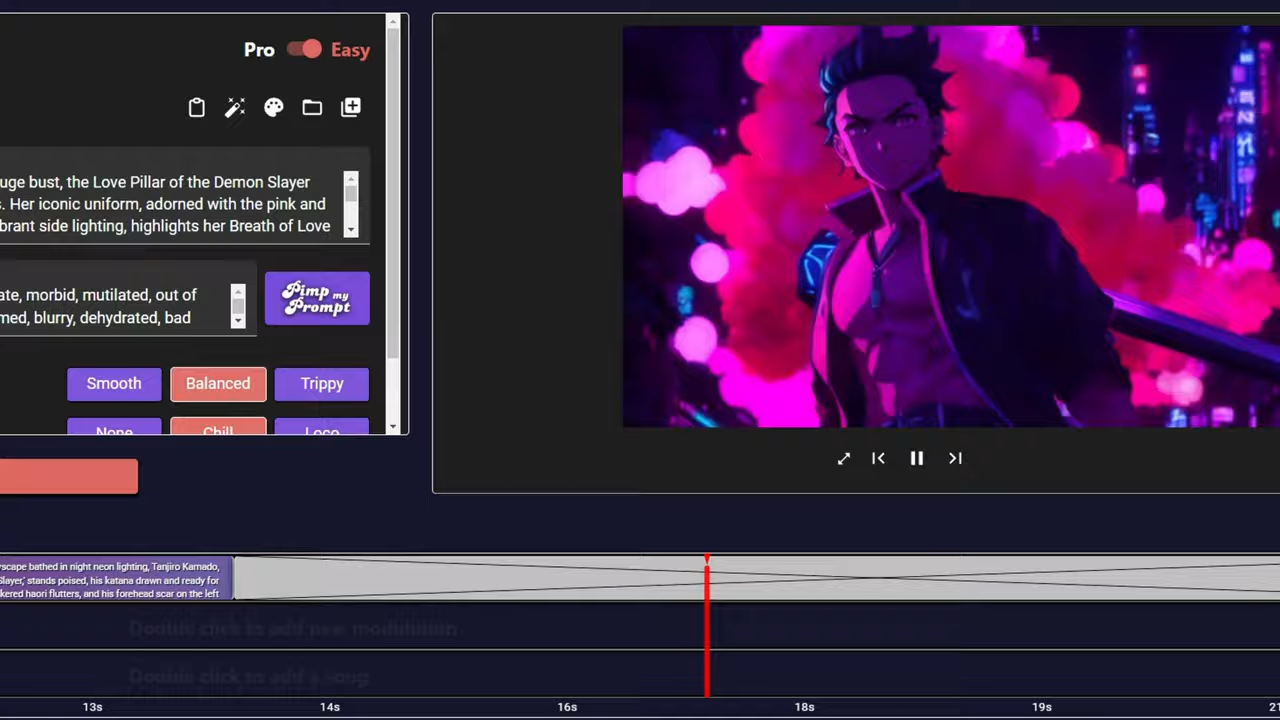 Pro Easy
uge bust, the Love Pillar of the Demon Slayer
s. Her iconic uniform, adorned with the pink and
brant side lighting, highlights her Breath of Love
ate, morbid, mutilated, out of
med, blurry, dehydrated, bad
Pimp my
Prompt
Smooth Balanced Trippy
None Chill Loco
scape bathed in night neon lighting, Tanjiro Kamado,
Slayer,' stands poised, his katana drawn and ready for
kered haori flutters, and his forehead scar on the left
Double click to add new modulation
Double click to add a song
13s 14s 16s 18s 19s 21